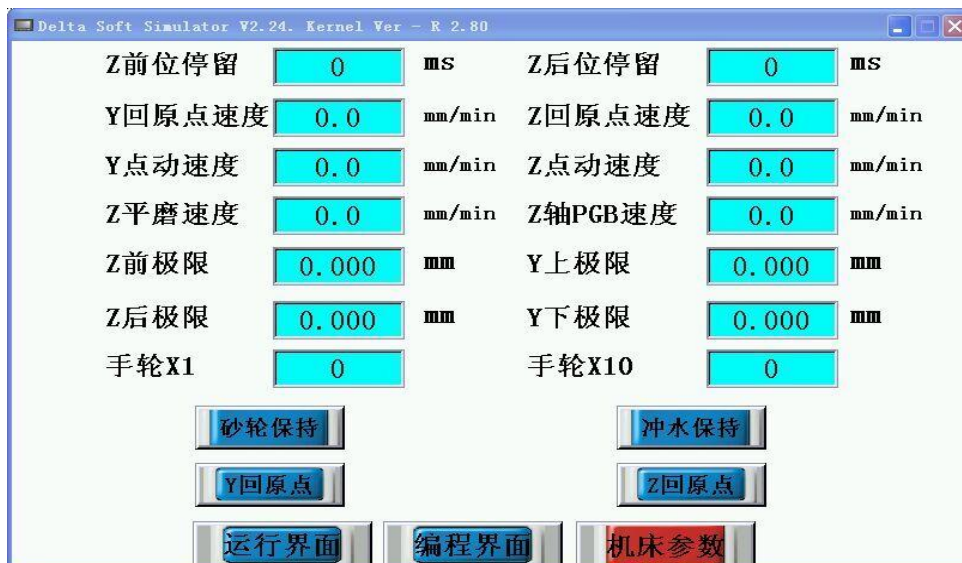 Delta Soft Simulator V2.24. Kernel Ver - R 2.80
Z前位停留 0 ms Z后位停留 0 ms
Y回原点速度 0.0 mm/min Z回原点速度 0.0 mm/min
Y点动速度 0.0 mm/min Z点动速度 0.0 mm/min
Z平磨速度 0.0 mm/min Z轴PGB速度 0.0 mm/min
Z前极限 0.000 mm Y上极限 0.000 mm
Z后极限 0.000 mm Y下极限 0.000 mm
手轮X1 0 手轮X10 0
砂轮保持 冲水保持
Y回原点 Z回原点
运行界面 编程界面 机床参数